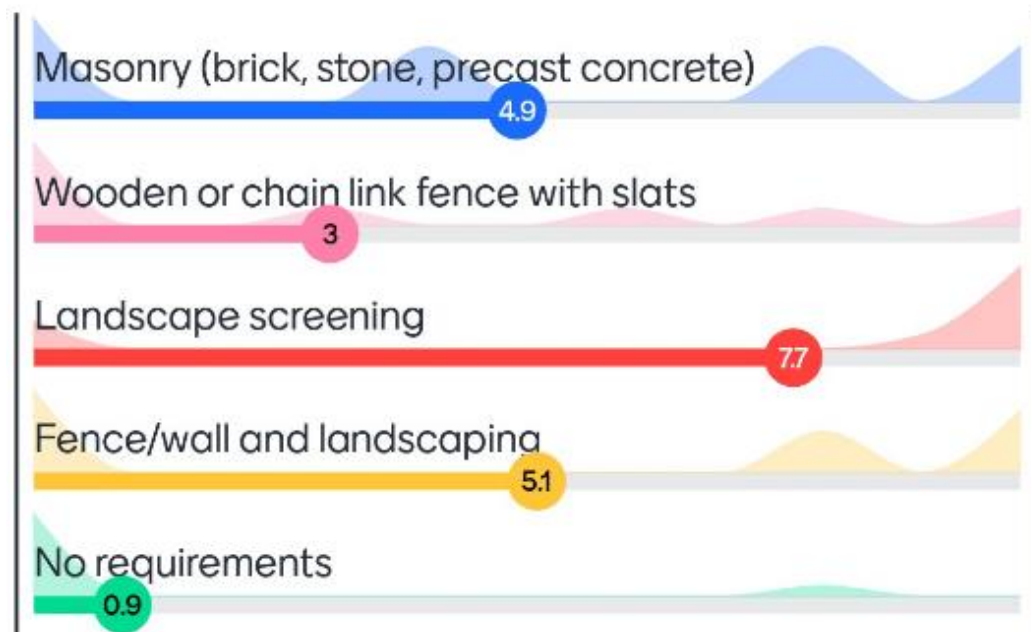 Masonry (brick, stone, precast concrete)
4.9
Wooden or chain link fence with slats
3
Landscape screening
7.7
Fence/wall and landscaping
5.1
No requirements
0.9